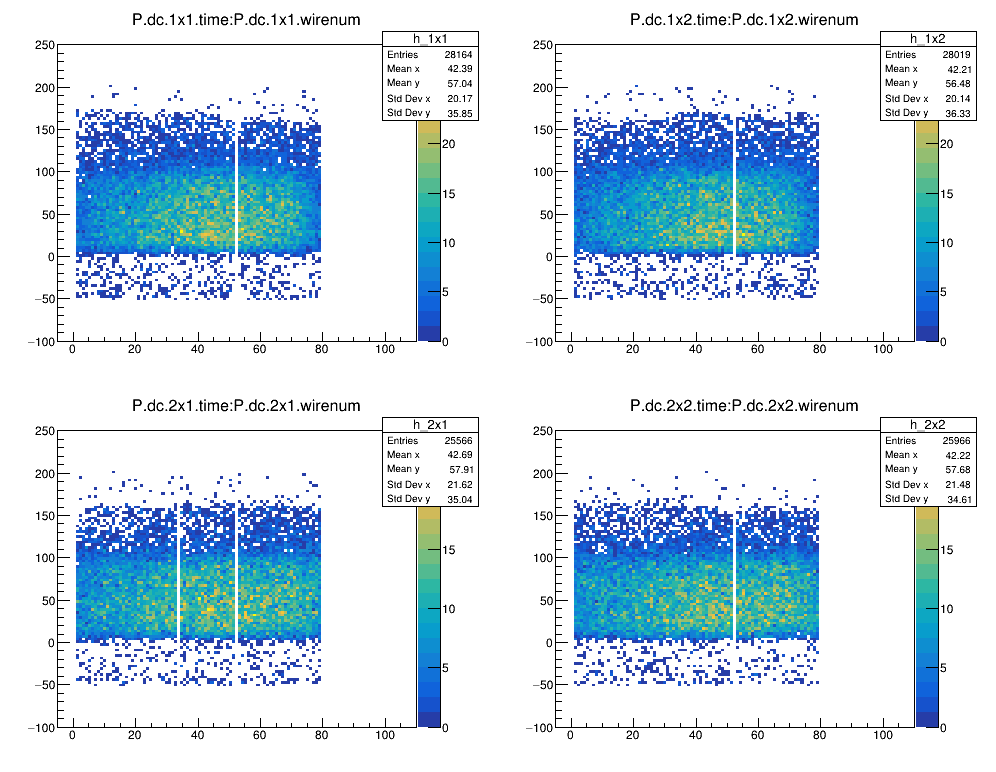 P.dc.1x1.time:P.dc.1x1.wirenum
h_1x1
Entries 28164
Mean x 42.39
Mean y 57.04
Std Dev x 20.17
Std Dev y 35.85
250
200
150
100
50
0
−50
−100
0 20 40 60 80 100
20
15
10
5
0
P.dc.1x2.time:P.dc.1x2.wirenum
h_1x2
Entries 28019
Mean x 42.21
Mean y 56.48
Std Dev x 20.14
Std Dev y 36.33
250
200
150
100
50
0
−50
−100
0 20 40 60 80 100
20
15
10
5
0
P.dc.2x1.time:P.dc.2x1.wirenum
h_2x1
Entries 25566
Mean x 42.69
Mean y 57.91
Std Dev x 21.62
Std Dev y 35.04
250
200
150
100
50
0
−50
−100
0 20 40 60 80 100
15
10
5
0
P.dc.2x2.time:P.dc.2x2.wirenum
h_2x2
Entries 25966
Mean x 42.22
Mean y 57.68
Std Dev x 21.48
Std Dev y 34.61
250
200
150
100
50
0
−50
−100
0 20 40 60 80 100
15
10
5
0